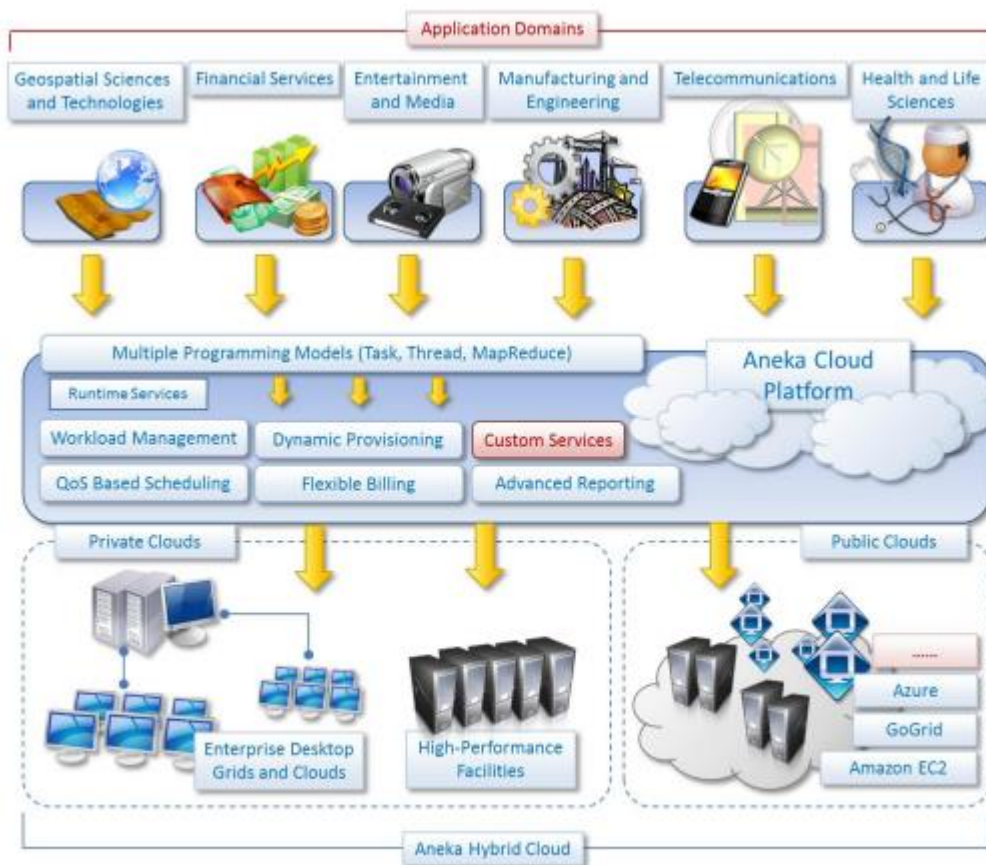 Application Domains
Geospatial Sciences
and Technologies
Financial Services
Entertainment
and Media
Manufacturing and
Engineering
Telecommunications
Health and Life
Sciences
Multiple Programming Models (Task, Thread, MapReduce)
Aneka Cloud
Platform
Runtime Services
Workload Management
Dynamic Provisioning
Custom Services
QoS Based Scheduling
Flexible Billing
Advanced Reporting
Private Clouds
Public Clouds
......
Azure
GoGrid
Amazon EC2
Enterprise Desktop
Grids and Clouds
High-Performance
Facilities
Aneka Hybrid Cloud